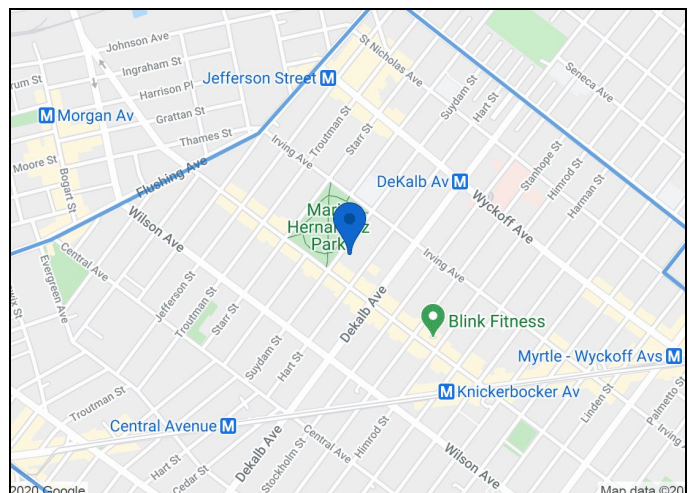 Johnson Ave
Ingraham St
Harrison Pl
Grattan St
Thames St
rum St
Morgan Av
Moore St
Bogart St
Flushing Ave
St Nicholas Ave
Seneca Ave
Jefferson Street
Troutman St
Starr St
Suydam St
Hart St
Stanhope St
Himrod St
Harman St
Irving Ave
DeKalb Av
Wyckoff Ave
Wilson Ave
Central Ave
Evergreen Ave
Jefferson St
Troutman St
Starr St
Suydam St
Hart St
Dekalb Ave
Irving Ave
Blink Fitness
Myrtle - Wyckoff Avs
Knickerbocker Av
Linden St
Palmetto St
Irving
Troutman St
Central Avenue
Hart St
Cedar St
Dekalb Ave
Stockholm St
Central Ave
Himrod St
Wilson Ave
Park
2020 Google
Map data ©20